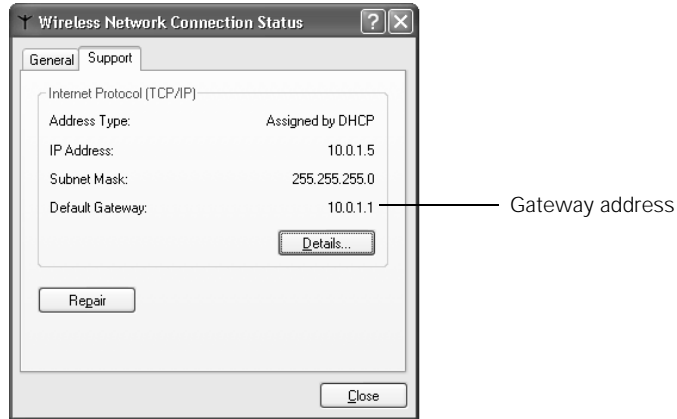 Wireless Network Connection Status
General Support
Internet Protocol (TCP/IP)
Address Type: Assigned by DHCP
IP Address: 10.0.1.5
Subnet Mask: 255.255.255.0
Default Gateway: 10.0.1.1 Gateway address
Details...
Repair
Close